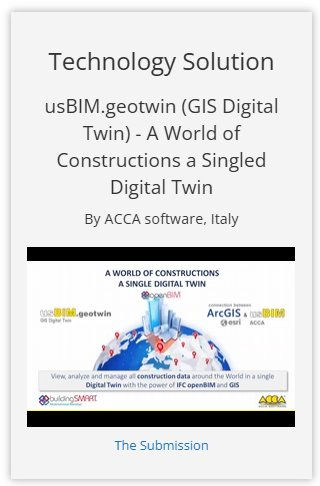 Technology Solution
usBIM.geotwin (GIS Digital
Twin) - A World of
Constructions a Singled
Digital Twin
By ACCA software, Italy
A WORLD OF CONSTRUCTIONS
A SINGLE DIGITAL TWIN
openBIM
usBIM.geotwin
GIS Digital Twin
connection between
ArcGIS & usBIM
esri ACCA
View, analyze and manage all construction data around the World in a single
Digital Twin with the power of IFC openBIM and GIS
buildingSMART
ACCA
ACCA SOFTWARE
The Submission